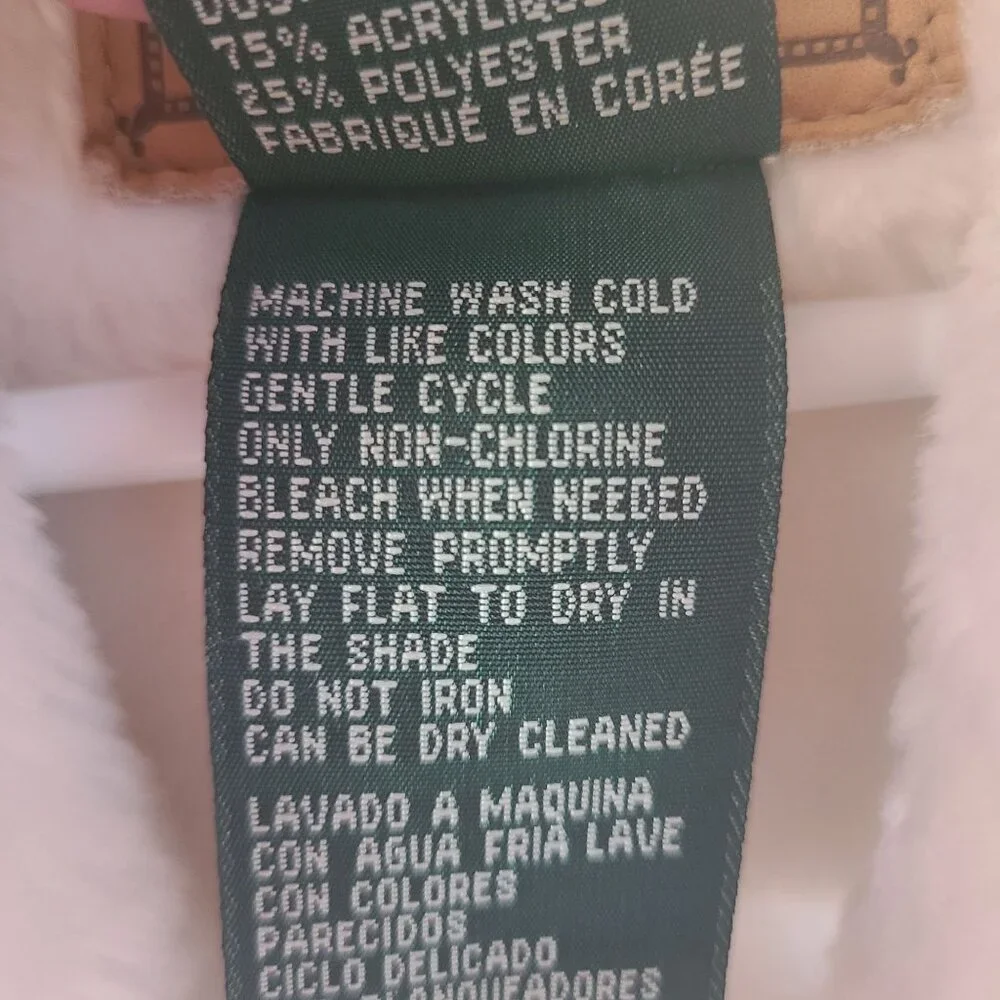 75% ACRYLIQUE
25% POLYESTER
FABRIQUÉ EN CORÉE
MACHINE WASH COLD
WITH LIKE COLORS
GENTLE CYCLE
ONLY NON-CHLORINE
BLEACH WHEN NEEDED
REMOVE PROMPTLY
LAY FLAT TO DRY IN
THE SHADE
DO NOT IRON
CAN BE DRY CLEANED
LAVADO A MAQUINA
CON AGUA FRIA LAVE
CON COLORES
PARECIDOS
CICLO DELICADO